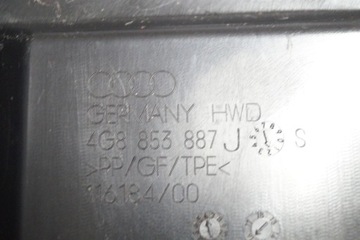 GERMANY HWD
4G8 853 887 J S
>PP/GF/TPE<
116184/00